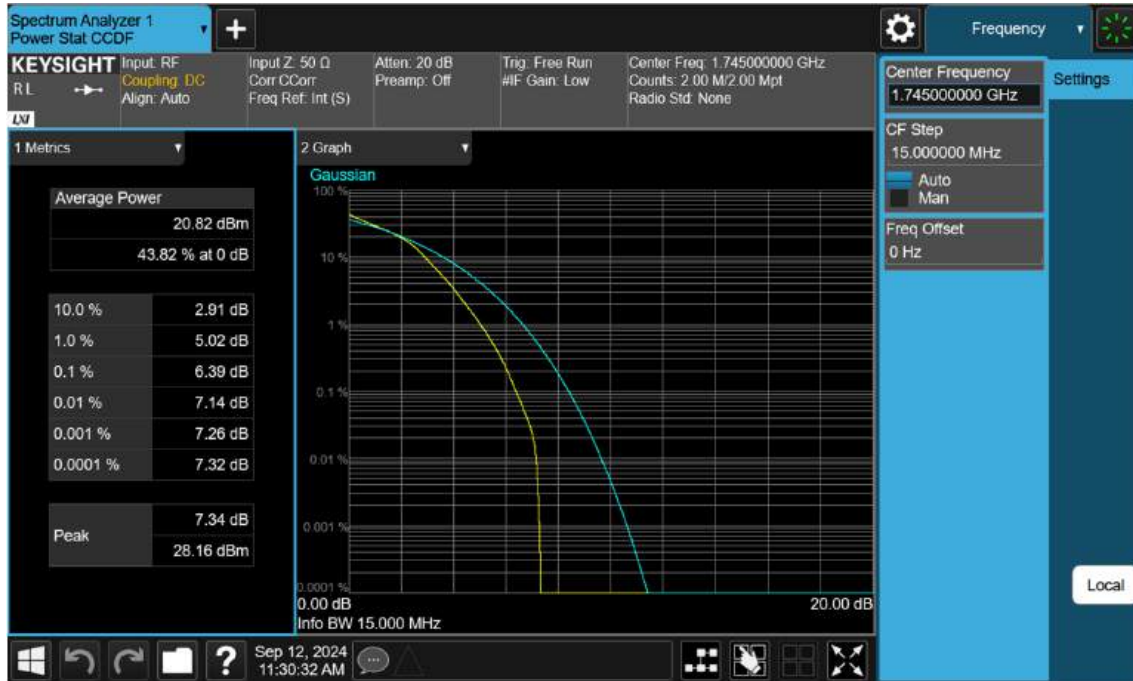 Spectrum Analyzer 1
Power Stat CCDF
+
Frequency
KEYSIGHT
RL
LXI
Input: RF
Coupling: DC
Align: Auto
Input Z: 50 Ω
Corr CCorr
Freq Ref: Int (S)
Atten: 20 dB
Preamp: Off
Trig: Free Run
#IF Gain: Low
Center Freq: 1.745000000 GHz
Counts: 2.00 M/2.00 Mpt
Radio Std: None
Center Frequency
1.745000000 GHz
Settings
CF Step
15.000000 MHz
Auto
Man
Freq Offset
0 Hz
1 Metrics
Average Power
20.82 dBm
43.82 % at 0 dB
10.0 % 2.91 dB
1.0 % 5.02 dB
0.1 % 6.39 dB
0.01 % 7.14 dB
0.001 % 7.26 dB
0.0001 % 7.32 dB
Peak
7.34 dB
28.16 dBm
2 Graph
Gaussian
100 %
10 %
1 %
0.1 %
0.01 %
0.001 %
0.0001 %
0.00 dB 20.00 dB
Info BW 15.000 MHz
Local
?
Sep 12, 2024
11:30:32 AM